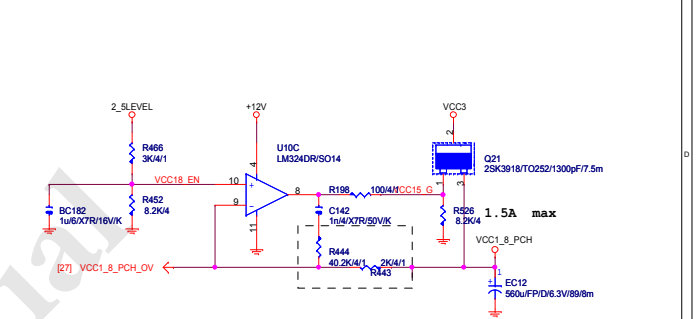 2_5LEVEL
+12V
VCC3
2
R466
3K/4/1
4
U10C
LM324DR/SO14
Q21
2SK3918/TO252/1300pF/7.5m
D
VCC18_EN
10
+
8
R198
100/4/1
VCC15_G
1
3
9
-
BC182
1u/6/X7R/16V/K
R452
8.2K/4
11
C142
1n/4/X7R/50V/K
R526
8.2K/4
1.5A max
VCC1_8_PCH
R444
40.2K/4/1
2K/4/1
R443
[27] VCC1_8_PCH_OV
1
+
EC12
560u/FP/D/6.3V/89/8m